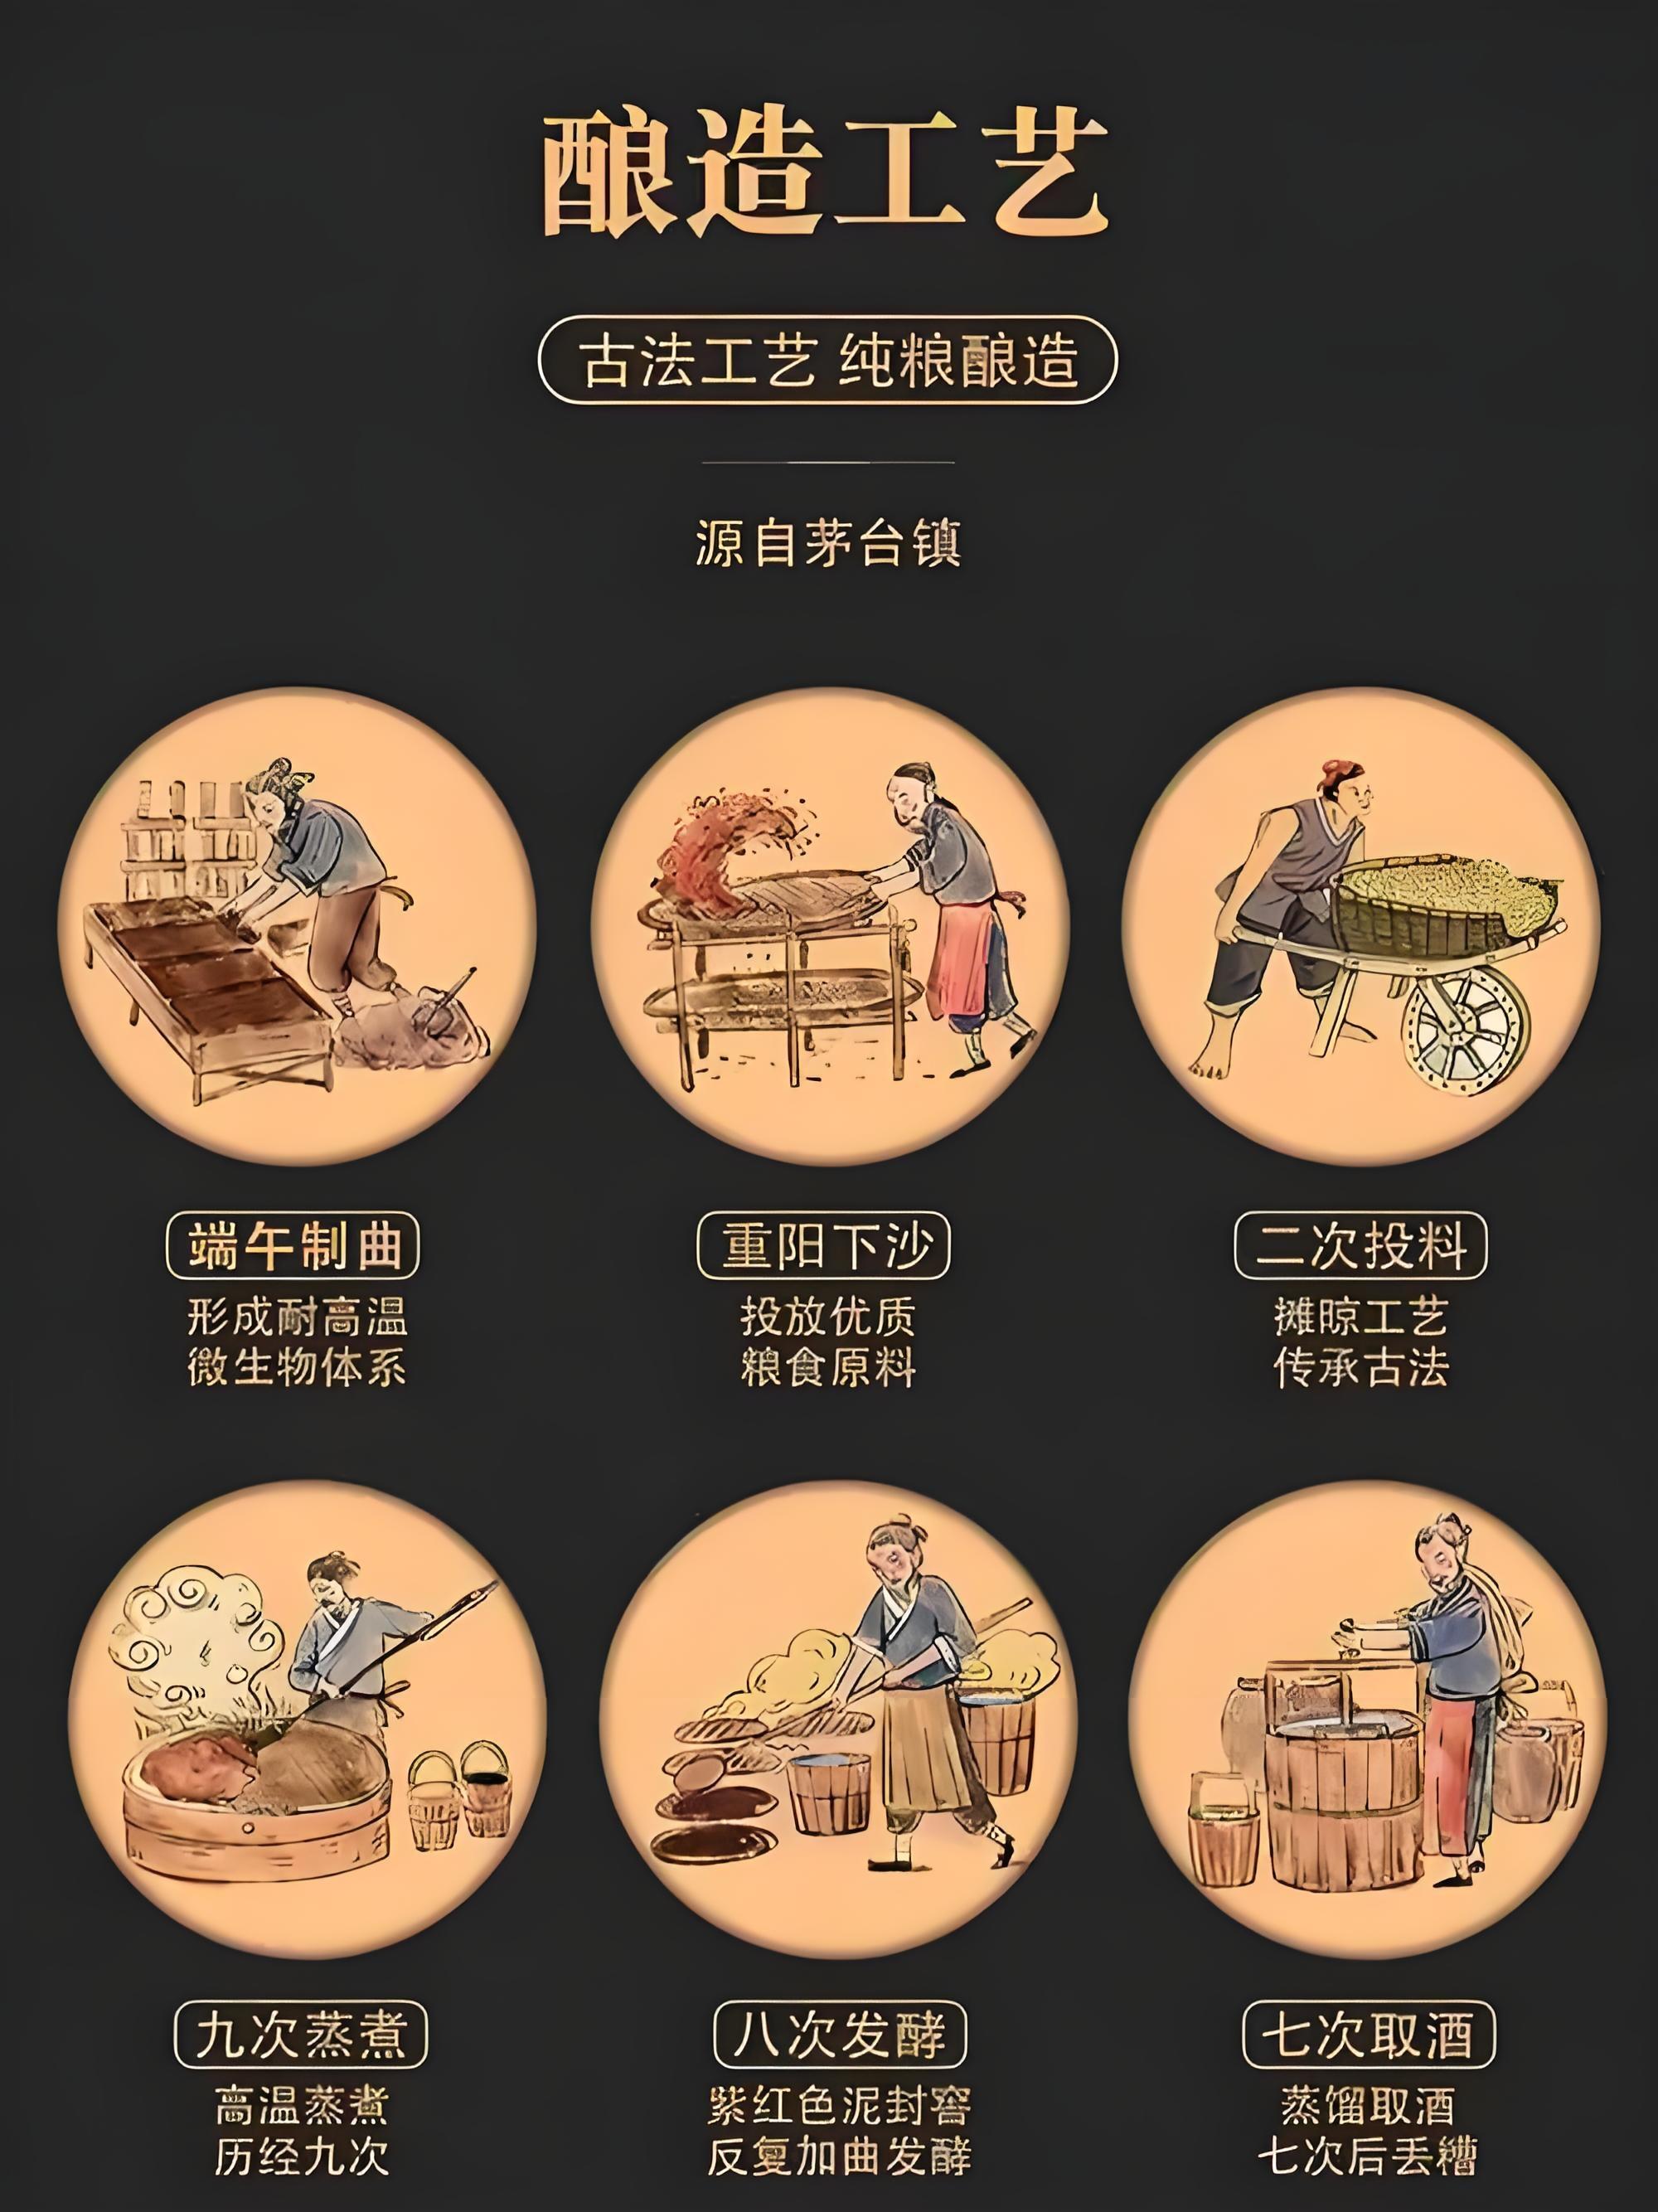 酿造工艺
古法工艺 纯粮酿造
源自茅台镇
端午制曲
形成耐高温
微生物体系
重阳下沙
投放优质
粮食原料
二次投料
摊晾工艺
传承古法
九次蒸煮
高温蒸煮
历经九次
八次发酵
紫红色泥封窖
反复加曲发酵
七次取酒
蒸馏取酒
七次后丢糟